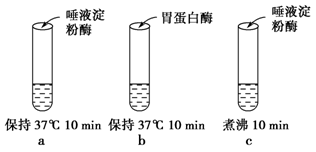 唾液淀
粉酶
胃蛋白酶
唾液淀
粉酶
保持 37℃ 10 min
保持 37℃ 10 min
煮沸 10 min
a
b
c